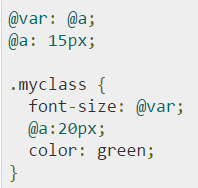 @var: @a;
@a: 15px;

.myclass {
  font-size: @var;
  @a:20px;
  color: green;
}